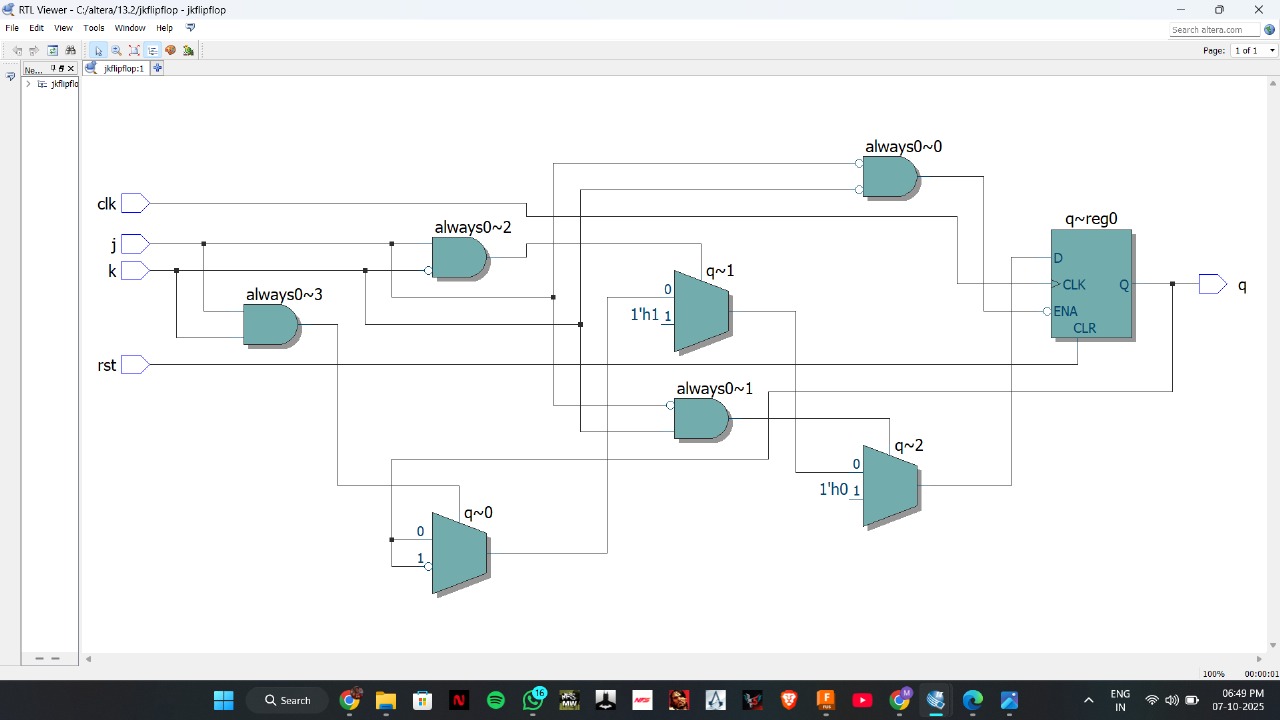 RTL Viewer - C:/altera/13.2/jkflipflop - jkflipflop
File Edit View Tools Window Help
Search altera.com
Page: 1 of 1
Ne...
jkflipflop:1
jkflipflo
always0~0
clk
q~reg0
always0~2
j
D
k
q~1
CLK
Q
q
always0~3
0
1'h1 1
ENA
CLR
rst
always0~1
q~2
0
1'h0 1
q~0
0
1
100% 00:00:01
Search
N
16
MW
NFS
F
M
ENG
IN
06:49 PM
07-10-2025